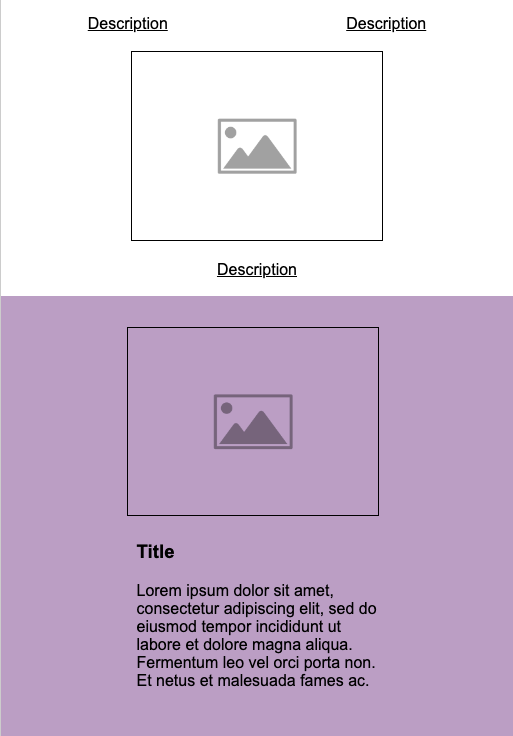 Description
Description
Description
Title
Lorem ipsum dolor sit amet,
consectetur adipiscing elit, sed do
eiusmod tempor incididunt ut
labore et dolore magna aliqua.
Fermentum leo vel orci porta non.
Et netus et malesuada fames ac.